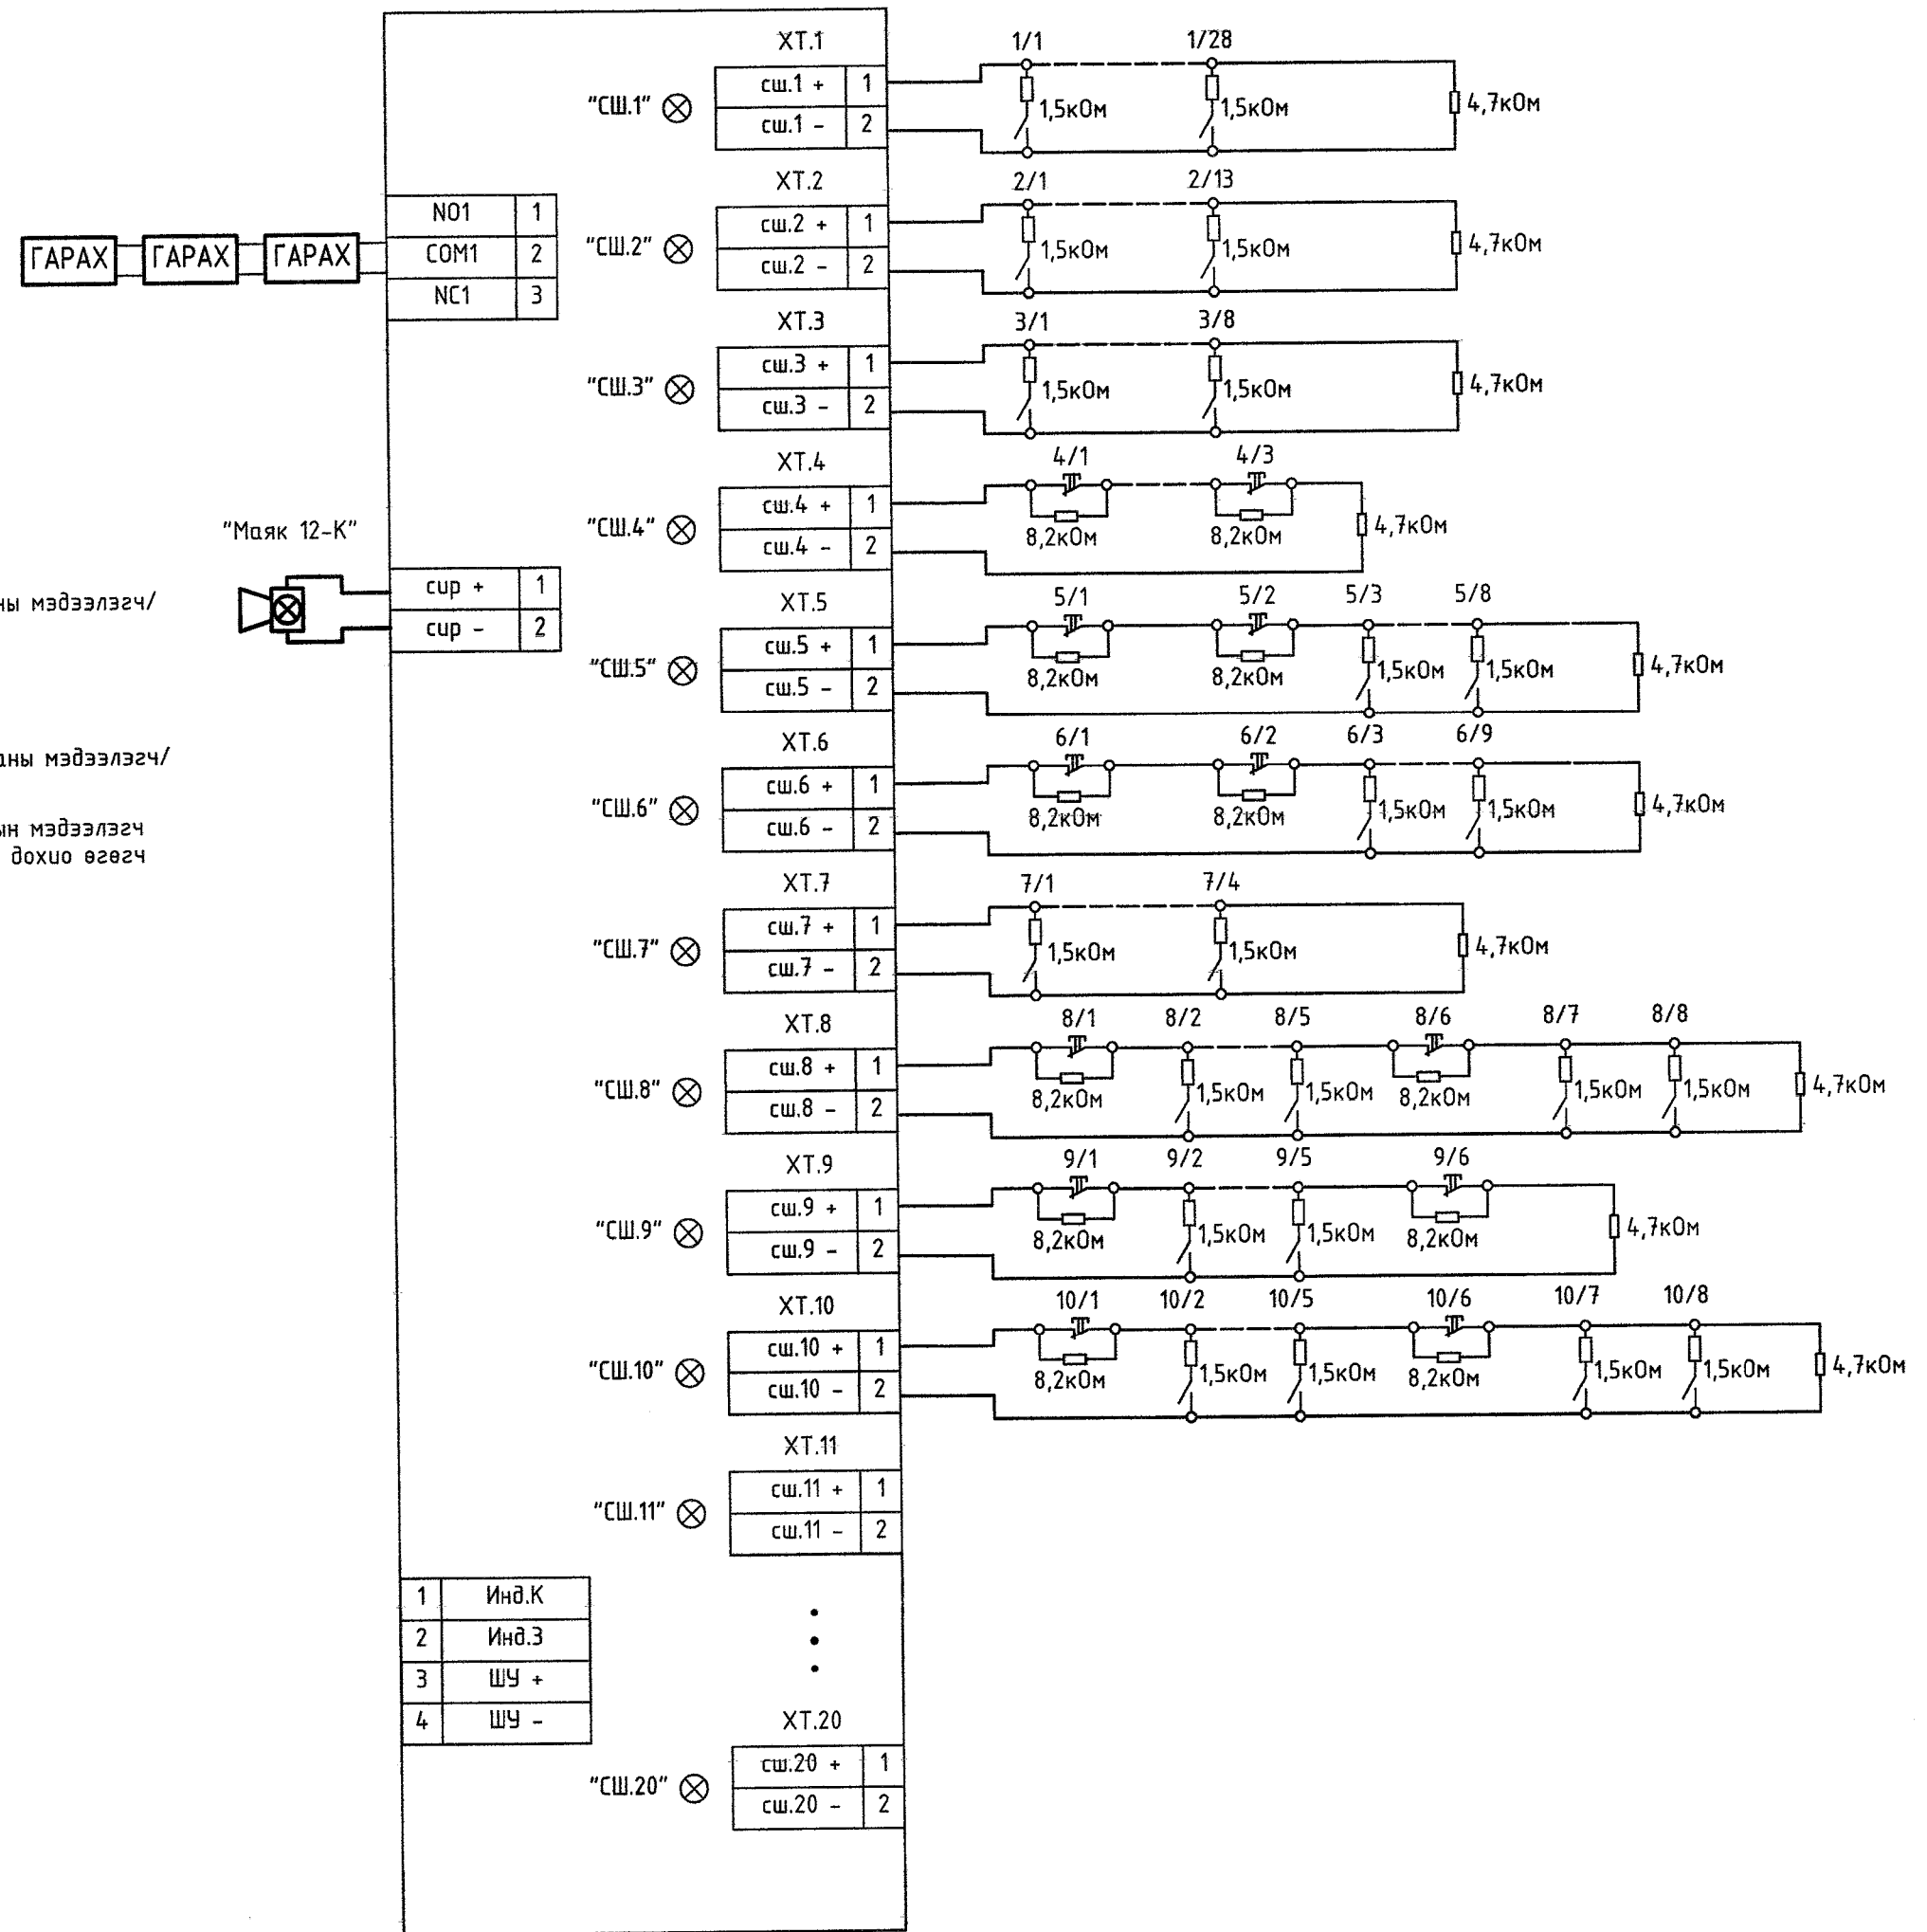 XT.1
1/1 1/28
"СШ.1" сш.1 + 1
сш.1 – 2
1,5кОм 1,5кОм 4,7кОм
XT.2
2/1 2/13
NO1 1
COM1 2
NC1 3
ГАРАХ ГАРАХ ГАРАХ
"СШ.2" сш.2 + 1
сш.2 – 2
1,5кОм 1,5кОм 4,7кОм
XT.3
3/1 3/8
"СШ.3" сш.3 + 1
сш.3 – 2
1,5кОм 1,5кОм 4,7кОм
XT.4
4/1 4/3
"СШ.4" сш.4 + 1
сш.4 – 2
8,2кОм 8,2кОм 4,7кОм
"Маяк 12-К"
мэдээлэгч/
сир + 1
сир – 2
XT.5
5/1 5/2 5/3 5/8
"СШ.5" сш.5 + 1
сш.5 – 2
8,2кОм 8,2кОм 1,5кОм 1,5кОм 4,7кОм
мэдээлэгч/
мэдээлэгч
дохио өгөгч
XT.6
6/1 6/2 6/3 6/9
"СШ.6" сш.6 + 1
сш.6 – 2
8,2кОм 8,2кОм 1,5кОм 1,5кОм 4,7кОм
XT.7
7/1 7/4
"СШ.7" сш.7 + 1
сш.7 – 2
1,5кОм 1,5кОм 4,7кОм
XT.8
8/1 8/2 8/5 8/6 8/7 8/8
"СШ.8" сш.8 + 1
сш.8 – 2
8,2кОм 1,5кОм 1,5кОм 8,2кОм 1,5кОм 1,5кОм 4,7кОм
XT.9
9/1 9/2 9/5 9/6
"СШ.9" сш.9 + 1
сш.9 – 2
8,2кОм 1,5кОм 1,5кОм 8,2кОм 4,7кОм
XT.10
10/1 10/2 10/5 10/6 10/7 10/8
"СШ.10" сш.10 + 1
сш.10 – 2
8,2кОм 1,5кОм 1,5кОм 8,2кОм 1,5кОм 1,5кОм 4,7кОм
XT.11
"СШ.11" сш.11 + 1
сш.11 – 2
1 Инд.К
2 Инд.З
3 ШУ +
4 ШУ –
XT.20
"СШ.20" сш.20 + 1
сш.20 – 2